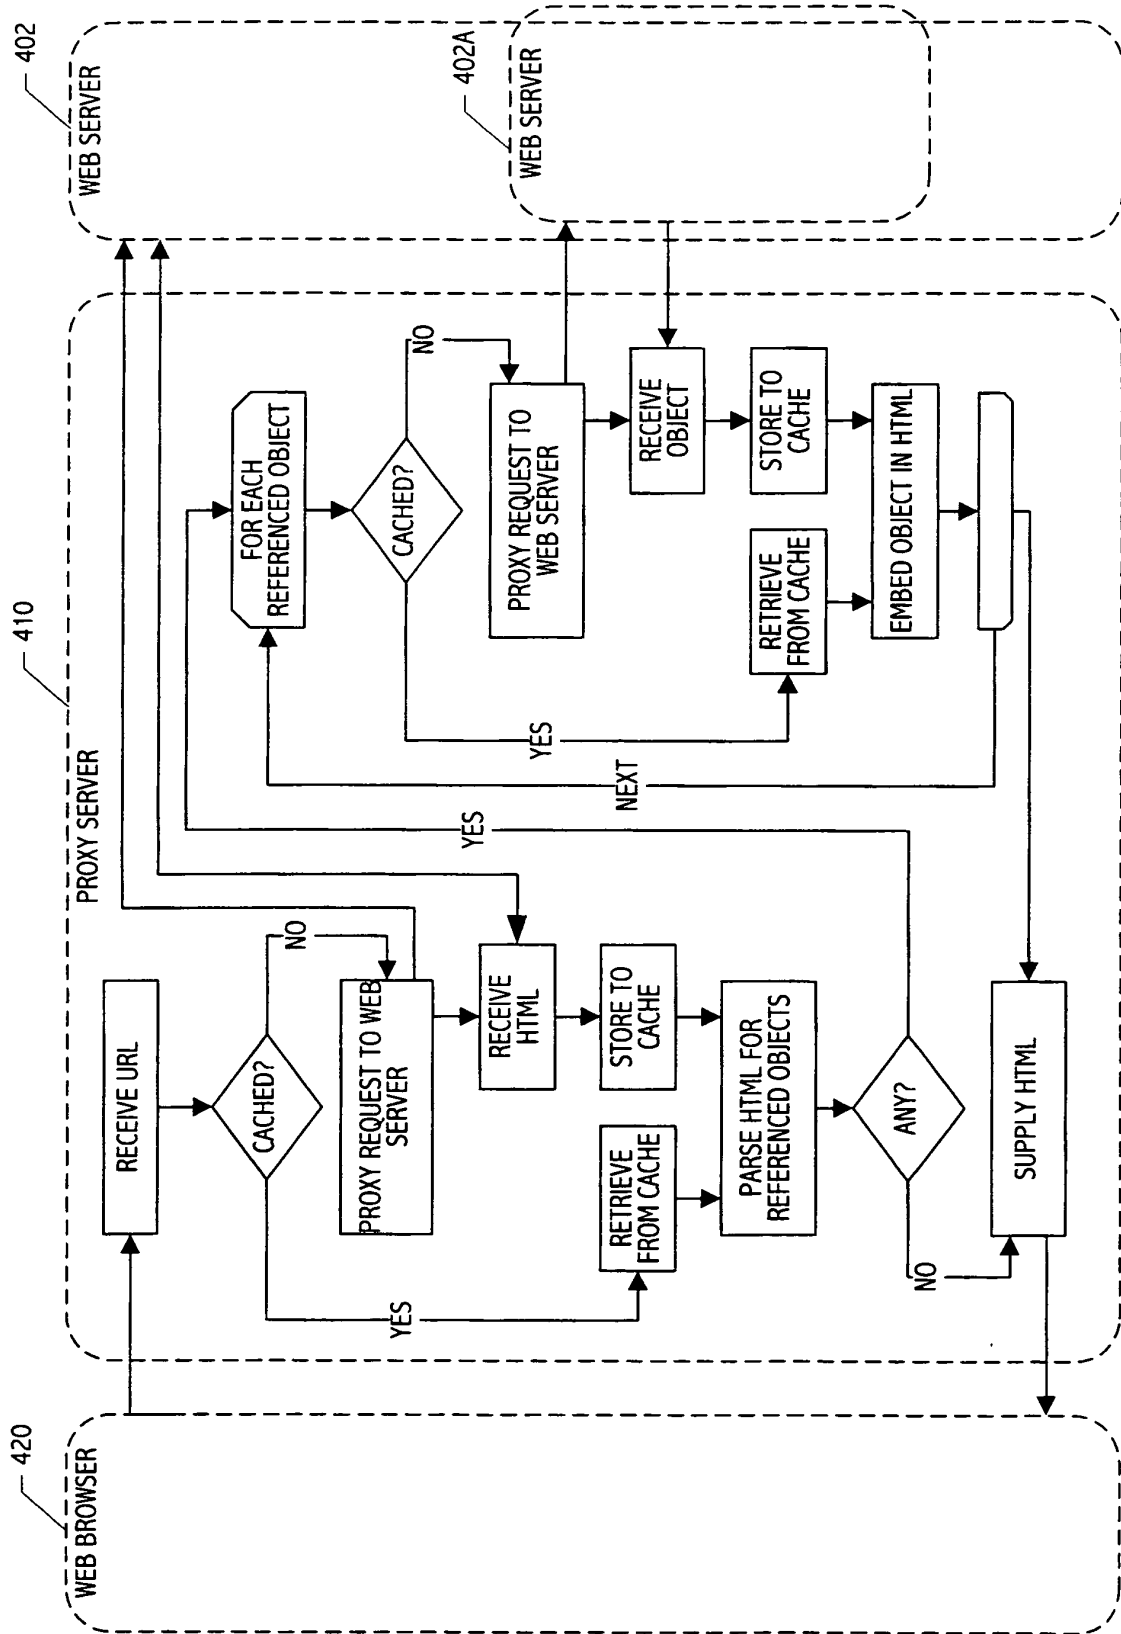 420
WEB BROWSER
410
PROXY SERVER
RECEIVE URL
CACHED?
NO
YES
PROXY REQUEST TO WEB
SERVER
RECEIVE
HTML
STORE TO
CACHE
RETRIEVE
FROM CACHE
PARSE HTML FOR
REFERENCED OBJECTS
ANY?
NO
YES
SUPPLY HTML
FOR EACH
REFERENCED OBJECT
CACHED?
NO
YES
NEXT
PROXY REQUEST TO
WEB SERVER
RECEIVE
OBJECT
STORE TO
CACHE
RETRIEVE
FROM CACHE
EMBED OBJECT IN HTML
402
WEB SERVER
402A
WEB SERVER